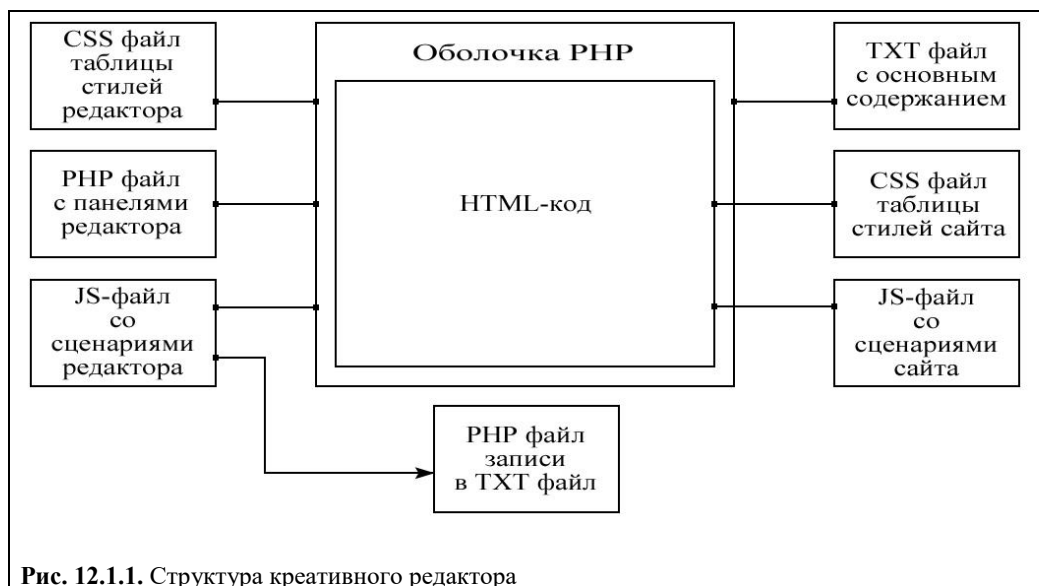 CSS файл
таблицы
стилей
редактора
PHP файл
с панелями
редактора
JS-файл
со
сценариями
редактора
Оболочка PHP
HTML-код
TXT файл
с основным
содержанием
CSS файл
таблицы
стилей сайта
JS-файл
со
сценариями
сайта
PHP файл
записи
в TXT файл
Рис. 12.1.1. Структура креативного редактора